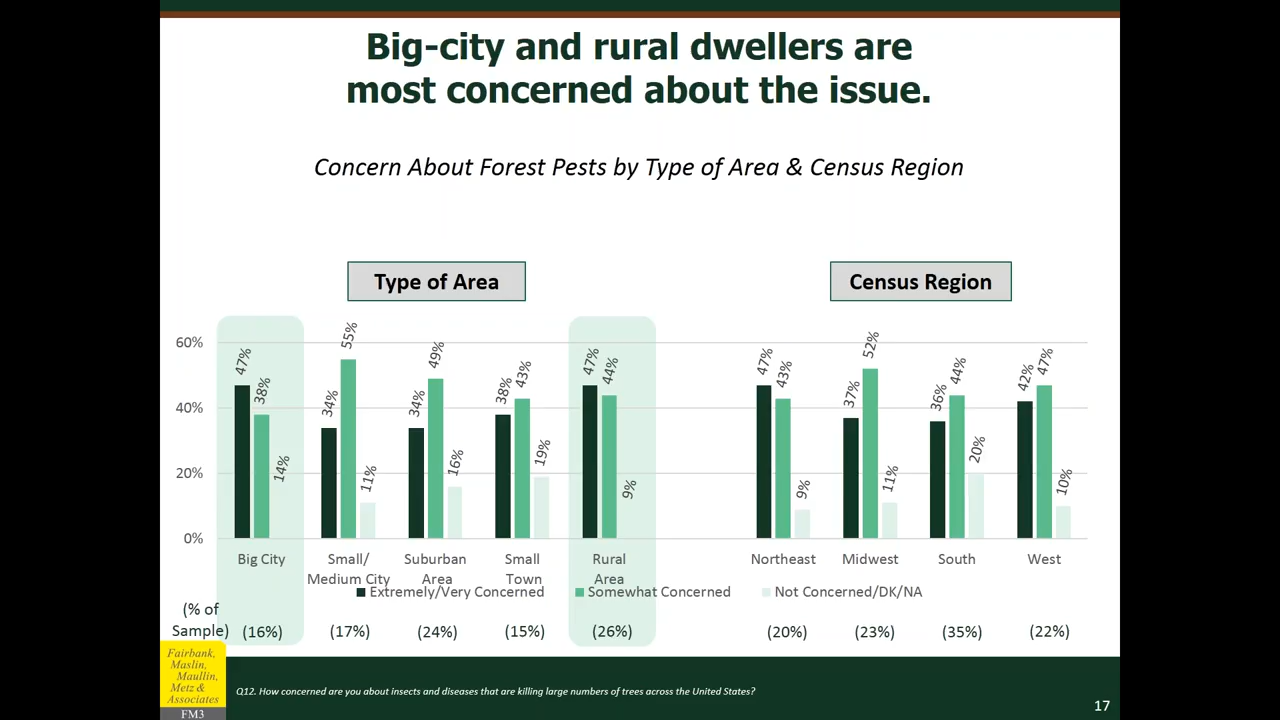 Big-city and rural dwellers are
most concerned about the issue.
Concern About Forest Pests by Type of Area & Census Region
Type of Area
Census Region
60%
40%
20%
0%
47%
38%
14%
34%
55%
11%
34%
49%
16%
38%
43%
19%
47%
44%
9%
47%
43%
9%
37%
52%
11%
36%
44%
20%
42%
47%
10%
Big City
Small/
Medium City
Suburban
Area
Small
Town
Rural
Area
Northeast
Midwest
South
West
Extremely/Very Concerned
Somewhat Concerned
Not Concerned/DK/NA
(% of
Sample)
(16%)
(17%)
(24%)
(15%)
(26%)
(20%)
(23%)
(35%)
(22%)
Fairbank,
Maslin,
Maullin,
Metz &
Associates
FM3
Q12. How concerned are you about insects and diseases that are killing large numbers of trees across the United States?
17